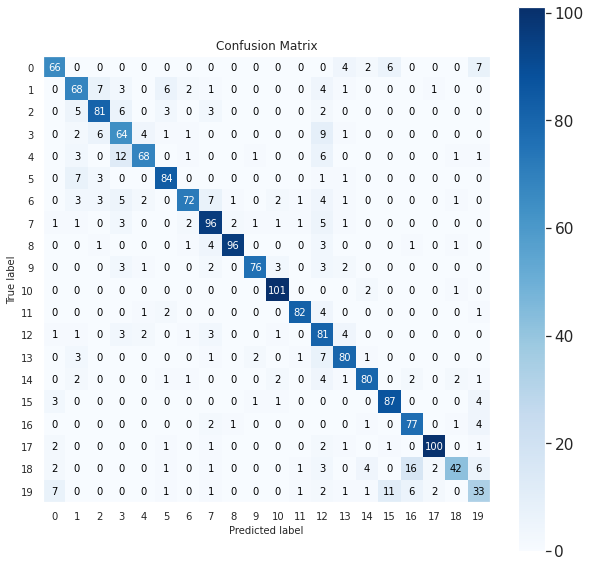 Confusion Matrix
0 66 0 0 0 0 0 0 0 0 0 0 0 0 4 2 6 0 0 0 7
1 0 68 7 3 0 6 2 1 0 0 0 0 4 1 0 0 0 1 0 0
2 0 5 81 6 0 3 0 3 0 0 0 0 2 0 0 0 0 0 0 0
3 0 2 6 64 4 1 1 0 0 0 0 0 9 1 0 0 0 0 0 0
4 0 3 0 12 68 0 1 0 0 1 0 0 6 0 0 0 0 0 1 1
5 0 7 3 0 0 84 0 0 0 0 0 0 1 1 0 0 0 0 0 0
6 0 3 3 5 2 0 72 7 1 0 2 1 4 1 0 0 0 0 1 0
7 1 1 0 3 0 0 2 96 2 1 1 1 5 1 0 0 0 0 0 0
8 0 0 1 0 0 0 1 4 96 0 0 0 3 0 0 0 1 0 1 0
9 0 0 0 3 1 0 0 2 0 76 3 0 3 2 0 0 0 0 0 0
10 0 0 0 0 0 0 0 0 0 0 101 0 0 0 2 0 0 0 1 0
11 0 0 0 0 1 2 0 0 0 0 0 82 4 0 0 0 0 0 0 1
12 1 1 0 3 2 0 1 3 0 0 1 0 81 4 0 0 0 0 0 0
13 0 3 0 0 0 0 0 1 0 2 0 1 7 80 1 0 0 0 0 0
14 0 2 0 0 0 1 1 0 0 0 2 0 4 1 80 0 2 0 2 1
15 3 0 0 0 0 0 0 0 0 1 1 0 0 0 0 87 0 0 0 4
16 0 0 0 0 0 0 0 2 1 0 0 0 0 0 1 0 77 0 1 4
17 2 0 0 0 0 1 0 1 0 0 0 0 2 1 0 1 0 100 0 1
18 2 0 0 0 0 1 0 1 0 0 0 1 3 0 4 0 16 2 42 6
19 7 0 0 0 0 1 0 1 0 0 0 1 2 1 1 11 6 2 0 33
0 1 2 3 4 5 6 7 8 9 10 11 12 13 14 15 16 17 18 19
Predicted label
True label
100
80
60
40
20
0